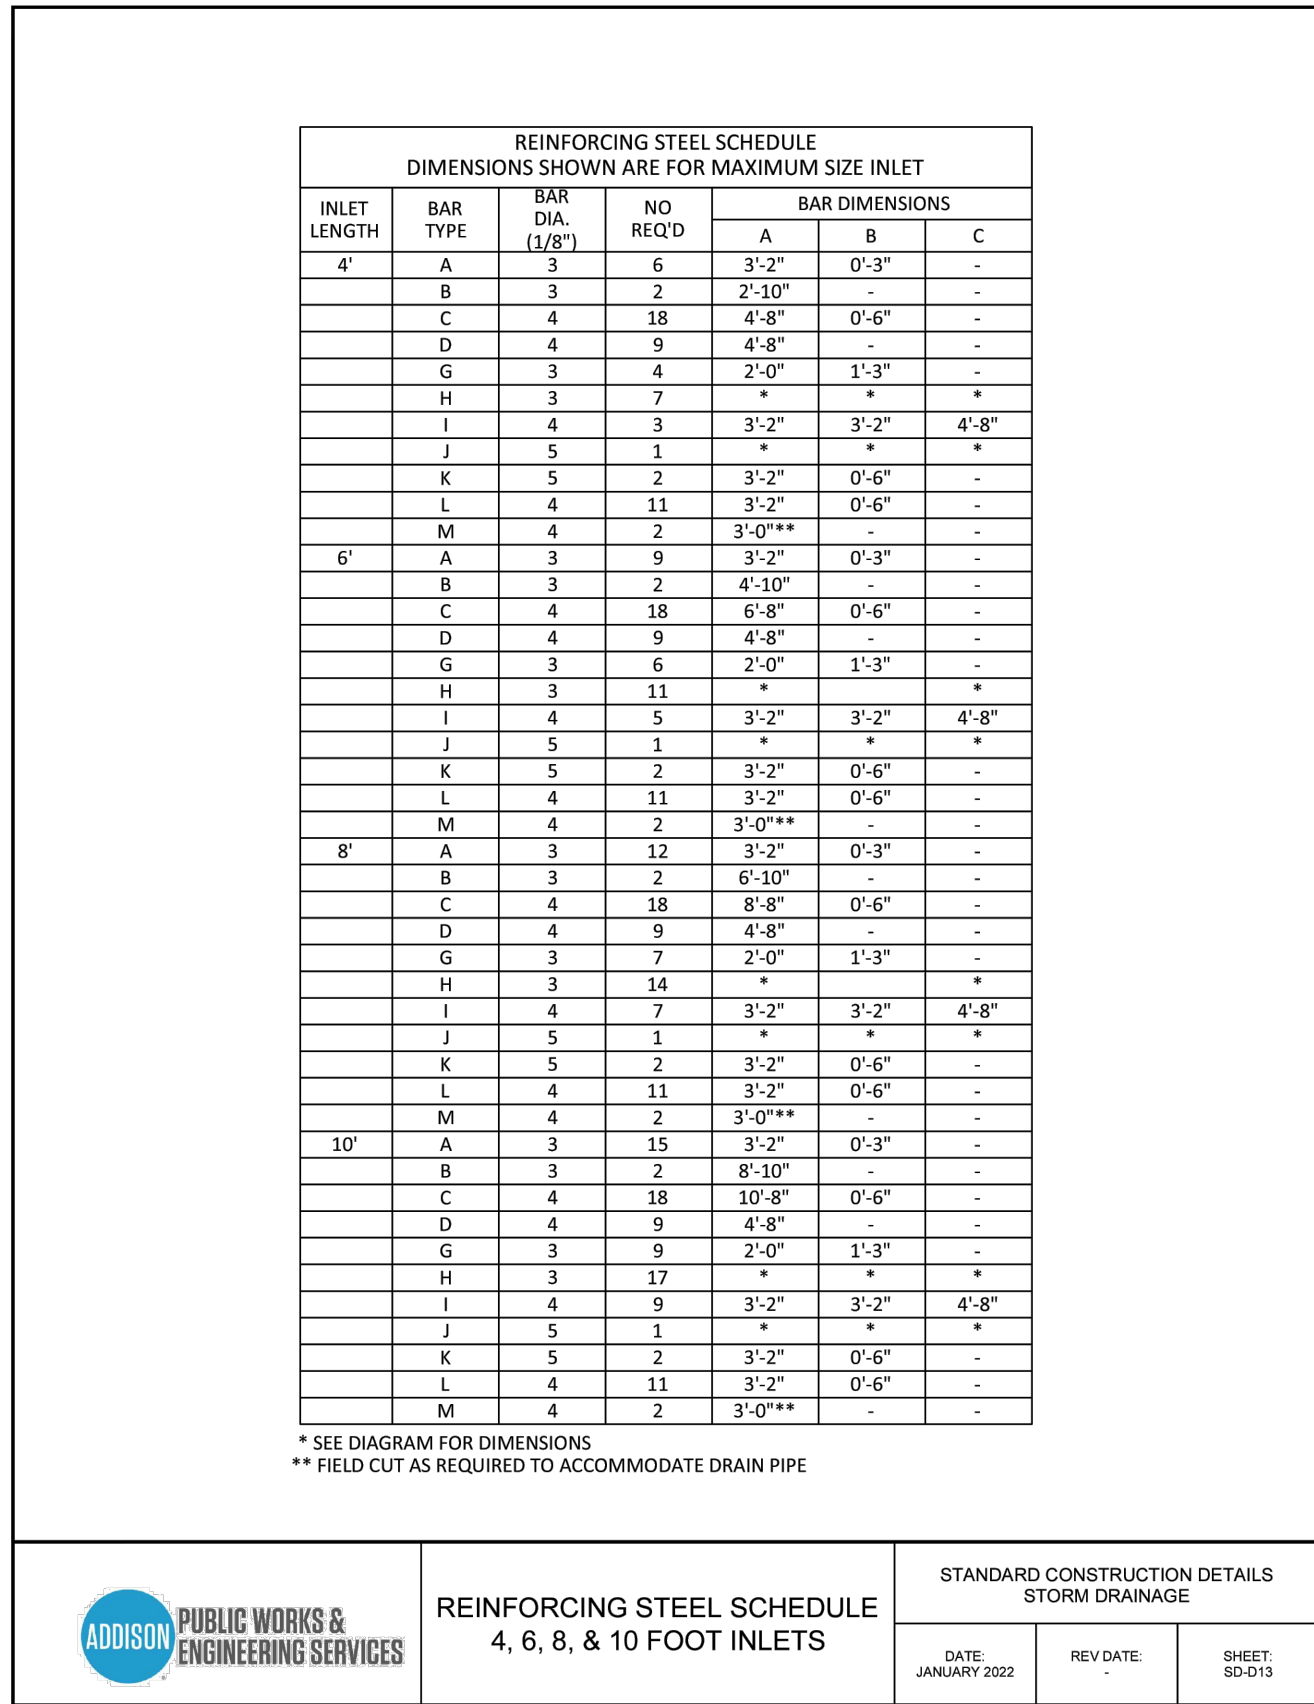 REINFORCING STEEL SCHEDULE
DIMENSIONS SHOWN ARE FOR MAXIMUM SIZE INLET
INLET LENGTH BAR TYPE BAR DIA. (1/8") NO REQ'D BAR DIMENSIONS
A B C
4' A 3 6 3'-2" 0'-3" -
B 3 2 2'-10" - -
C 4 18 4'-8" 0'-6" -
D 4 9 4'-8" - -
G 3 4 2'-0" 1'-3" -
H 3 7 * * *
I 4 3 3'-2" 3'-2" 4'-8"
J 5 1 * * *
K 5 2 3'-2" 0'-6" -
L 4 11 3'-2" 0'-6" -
M 4 2 3'-0"** - -
6' A 3 9 3'-2" 0'-3" -
B 3 2 4'-10" - -
C 4 18 6'-8" 0'-6" -
D 4 9 4'-8" - -
G 3 6 2'-0" 1'-3" -
H 3 11 * *
I 4 5 3'-2" 3'-2" 4'-8"
J 5 1 * * *
K 5 2 3'-2" 0'-6" -
L 4 11 3'-2" 0'-6" -
M 4 2 3'-0"** - -
8' A 3 12 3'-2" 0'-3" -
B 3 2 6'-10" - -
C 4 18 8'-8" 0'-6" -
D 4 9 4'-8" - -
G 3 7 2'-0" 1'-3" -
H 3 14 * *
I 4 7 3'-2" 3'-2" 4'-8"
J 5 1 * * *
K 5 2 3'-2" 0'-6" -
L 4 11 3'-2" 0'-6" -
M 4 2 3'-0"** - -
10' A 3 15 3'-2" 0'-3" -
B 3 2 8'-10" - -
C 4 18 10'-8" 0'-6" -
D 4 9 4'-8" - -
G 3 9 2'-0" 1'-3" -
H 3 17 * * *
I 4 9 3'-2" 3'-2" 4'-8"
J 5 1 * * *
K 5 2 3'-2" 0'-6" -
L 4 11 3'-2" 0'-6" -
M 4 2 3'-0"** - -
* SEE DIAGRAM FOR DIMENSIONS
** FIELD CUT AS REQUIRED TO ACCOMMODATE DRAIN PIPE
ADDISON
PUBLIC WORKS &
ENGINEERING SERVICES
REINFORCING STEEL SCHEDULE
4, 6, 8, & 10 FOOT INLETS
STANDARD CONSTRUCTION DETAILS
STORM DRAINAGE
DATE:
JANUARY 2022
REV DATE:
-
SHEET:
SD-D13